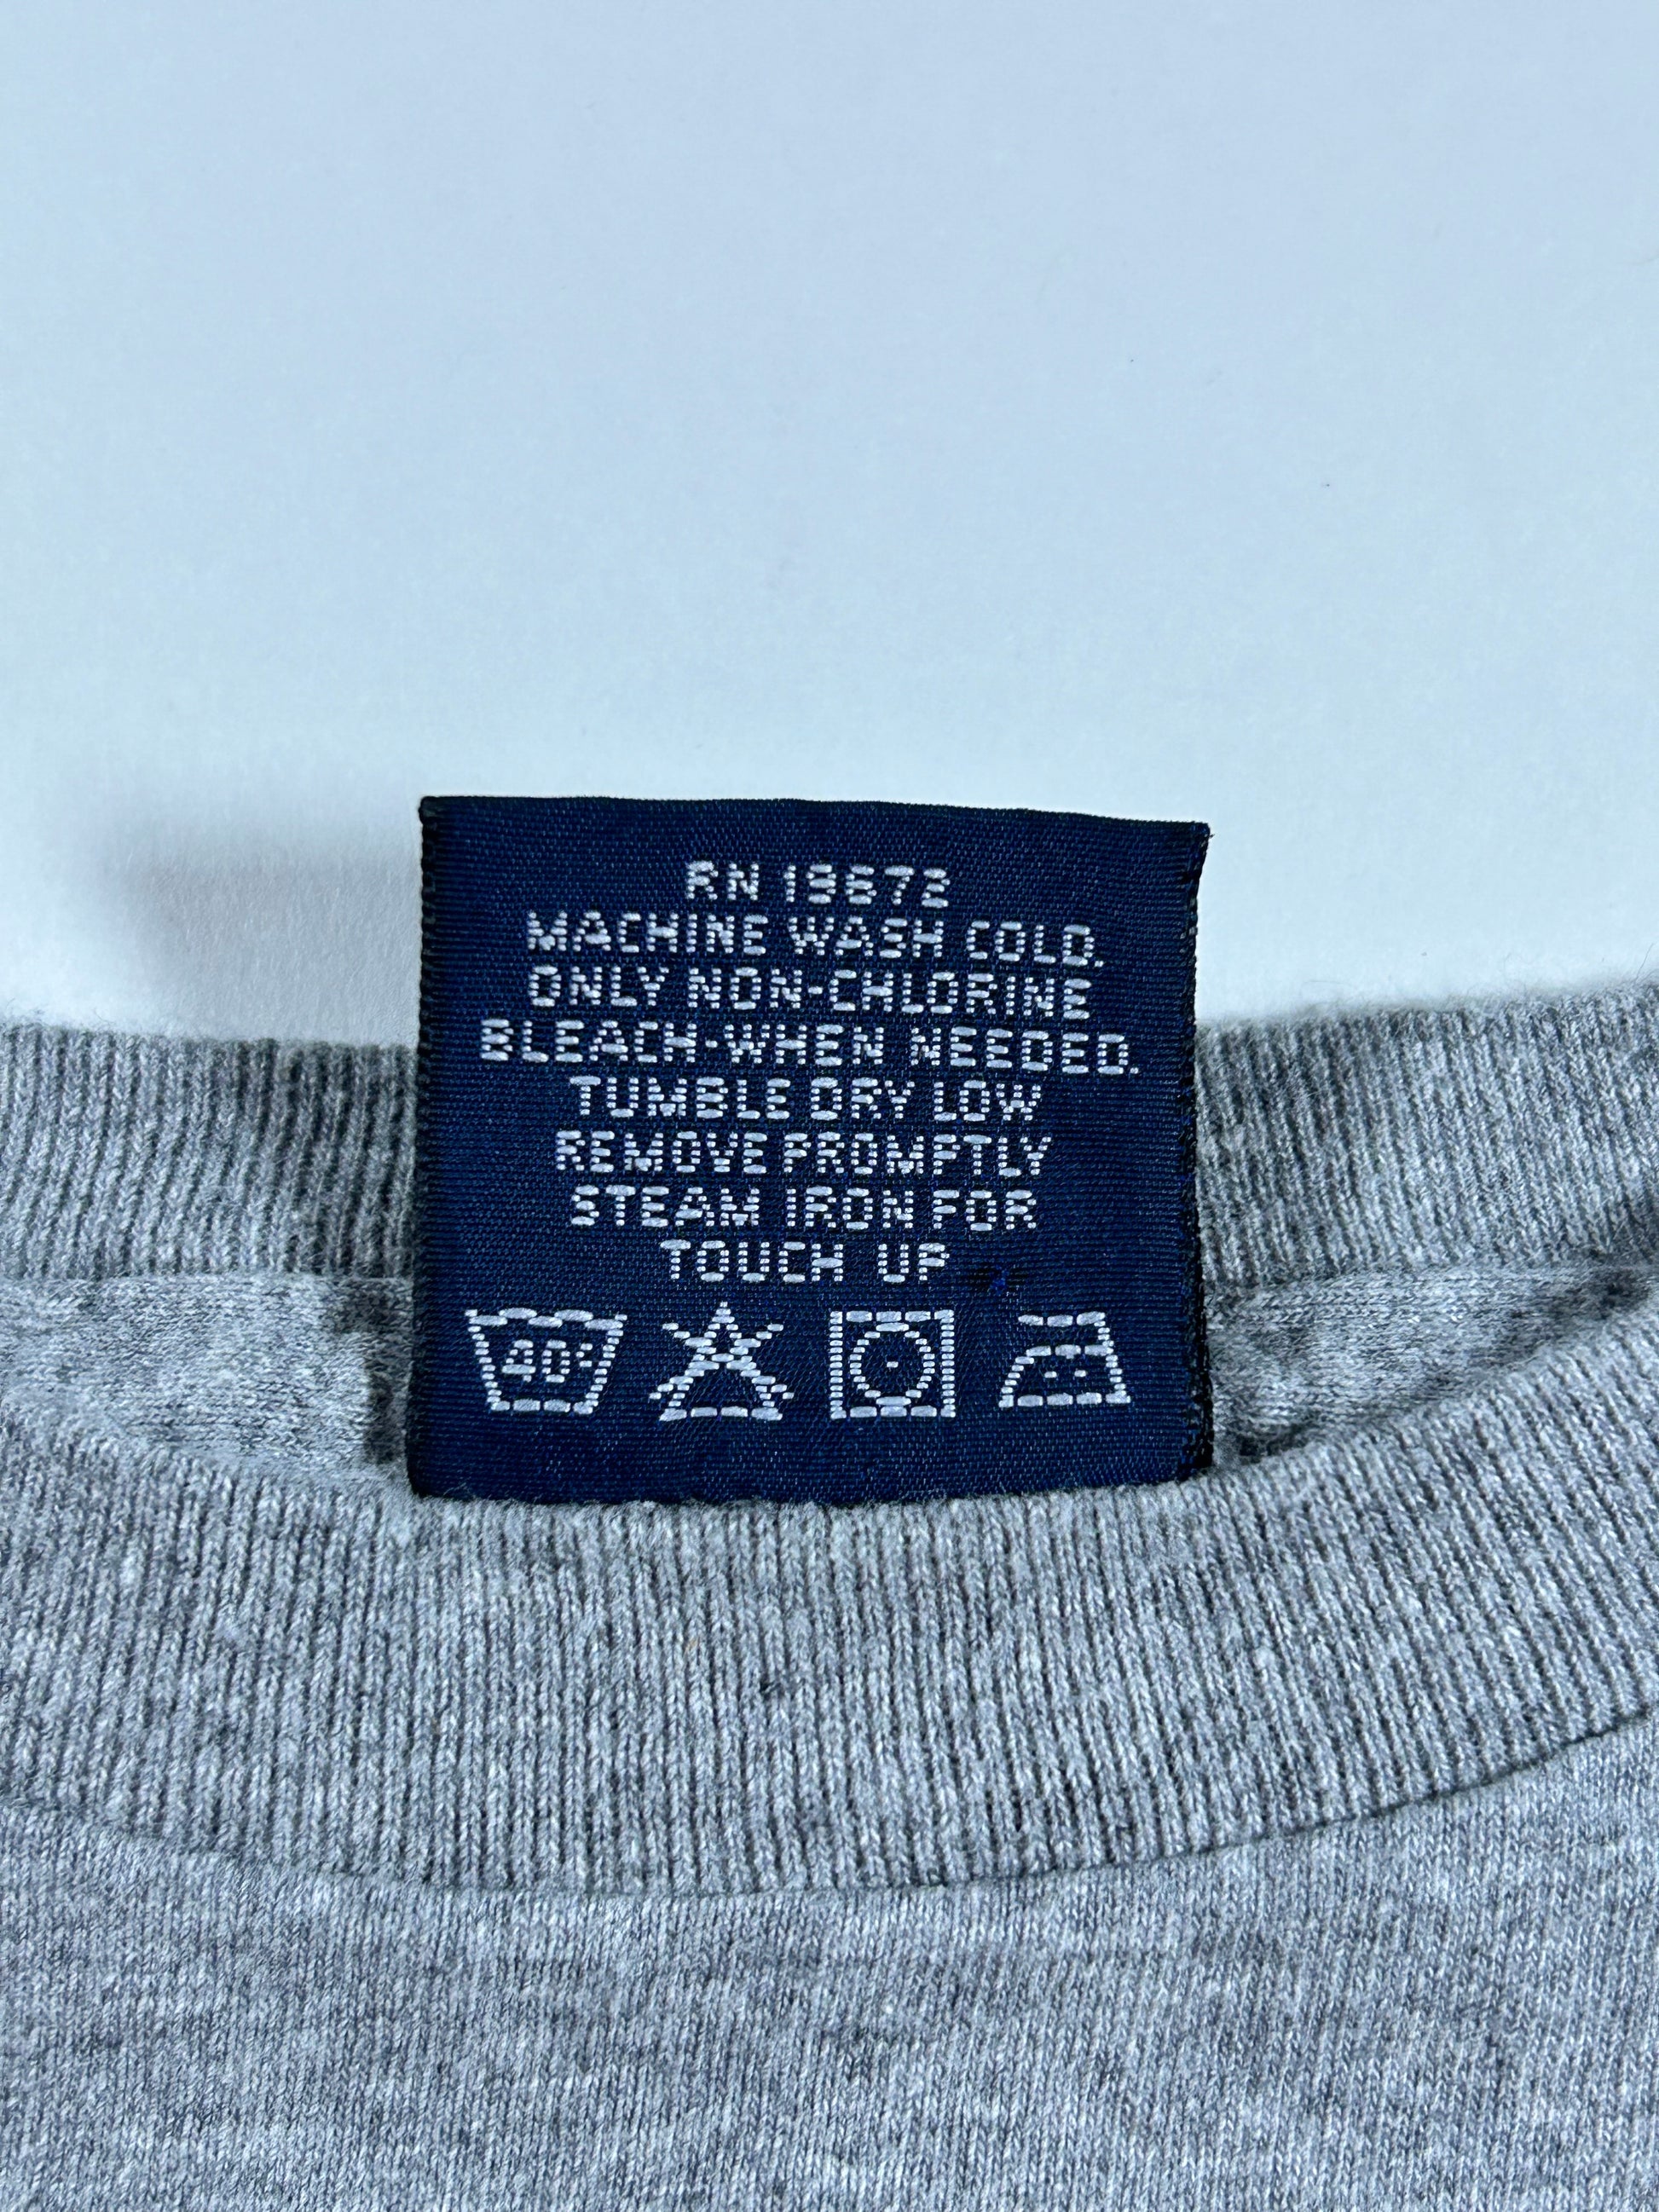 RN 19672
MACHINE WASH COLD.
ONLY NON-CHLORINE
BLEACH-WHEN NEEDED.
TUMBLE DRY LOW
REMOVE PROMPTLY
STEAM IRON FOR
TOUCH UP
40°